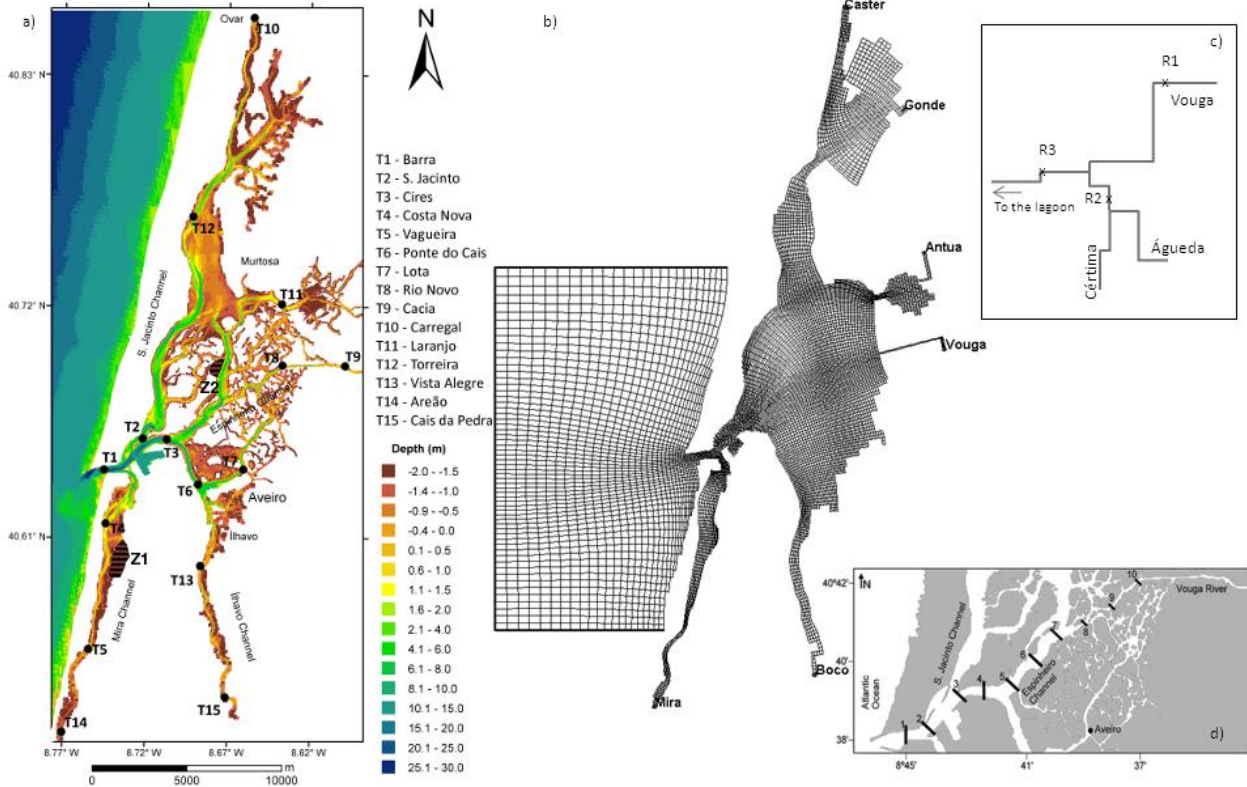 a)
N
Ovar
T10
40.83° N
T12
S. Jacinto Channel
Murtosa
T11
40.72° N
T8
T9
Z2
Espinheiro Channel
T2
T3
T1
T7
T6
Aveiro
T4
Ílhavo
40.61° N
Z1
T13
Mira Channel
Ílhavo Channel
T5
T15
T14
8.77° W
8.72° W
8.67° W
8.62° W
m
0 5000 10000
T1 - Barra
T2 - S. Jacinto
T3 - Cires
T4 - Costa Nova
T5 - Vagueira
T6 - Ponte do Cais
T7 - Lota
T8 - Rio Novo
T9 - Cacia
T10 - Carregal
T11 - Laranjo
T12 - Torreira
T13 - Vista Alegre
T14 - Areão
T15 - Cais da Pedra
Depth (m)
-2.0 - -1.5
-1.4 - -1.0
-0.9 - -0.5
-0.4 - 0.0
0.1 - 0.5
0.6 - 1.0
1.1 - 1.5
1.6 - 2.0
2.1 - 4.0
4.1 - 6.0
6.1 - 8.0
8.1 - 10.0
10.1 - 15.0
15.1 - 20.0
20.1 - 25.0
25.1 - 30.0
b)
Caster
Gonde
Antua
Vouga
Boco
Mira
c)
R1
Vouga
R3
R2
To the lagoon
Águeda
Cértima
d)
N
40°42'
40'
38'
8°45'
41'
37'
Atlantic
Ocean
S. Jacinto Channel
Espinheiro
Channel
Vouga River
Aveiro
1
2
3
4
5
6
7
8
9
10